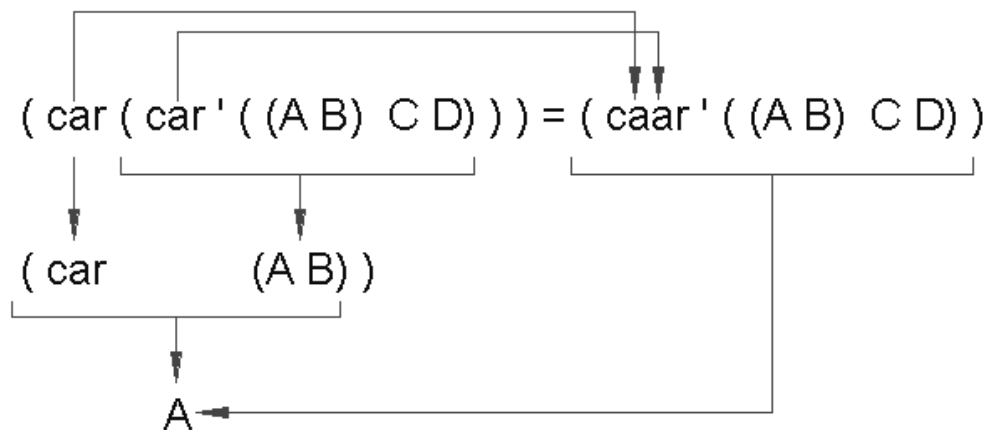 ( car ( car ' ( (A B)  C D) ) ) = ( caar ' ( (A B)  C D) )
( car (A B) )
A